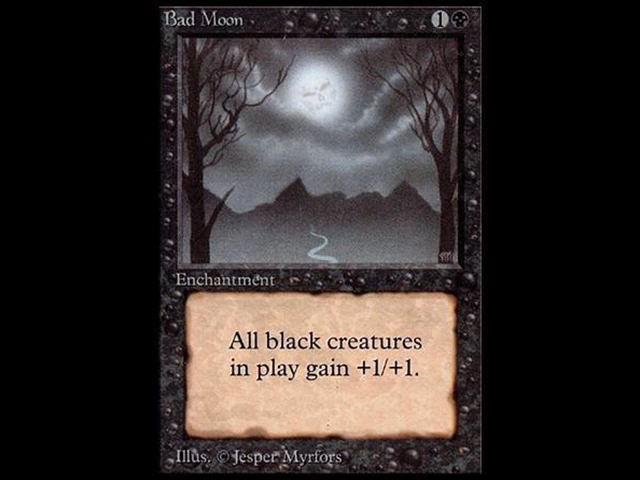 Bad Moon 1
Enchantment
All black creatures
in play gain +1/+1.
Illus. © Jesper Myrfors